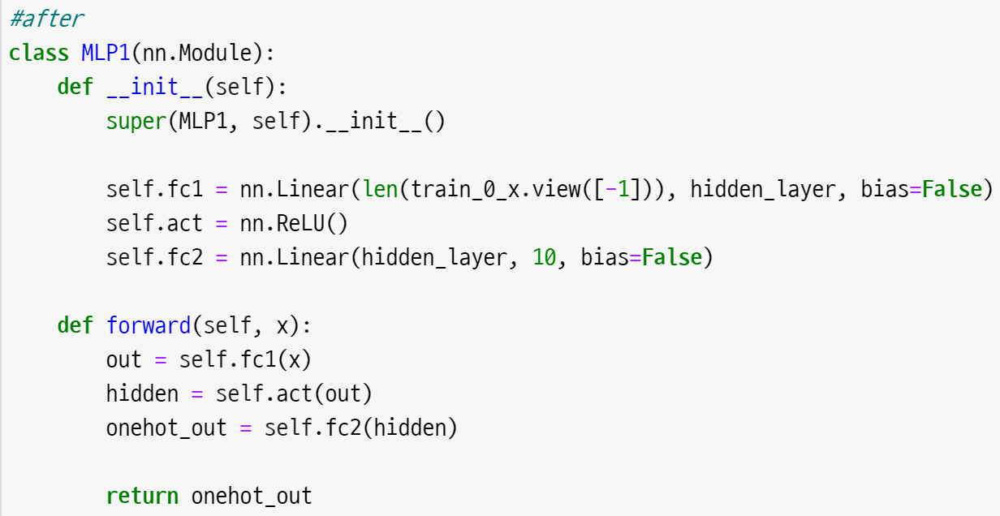 #after
class MLP1(nn.Module):
    def __init__(self):
        super(MLP1, self).__init__()

        self.fc1 = nn.Linear(len(train_0_x.view([-1])), hidden_layer, bias=False)
        self.act = nn.ReLU()
        self.fc2 = nn.Linear(hidden_layer, 10, bias=False)

    def forward(self, x):
        out = self.fc1(x)
        hidden = self.act(out)
        onehot_out = self.fc2(hidden)

        return onehot_out